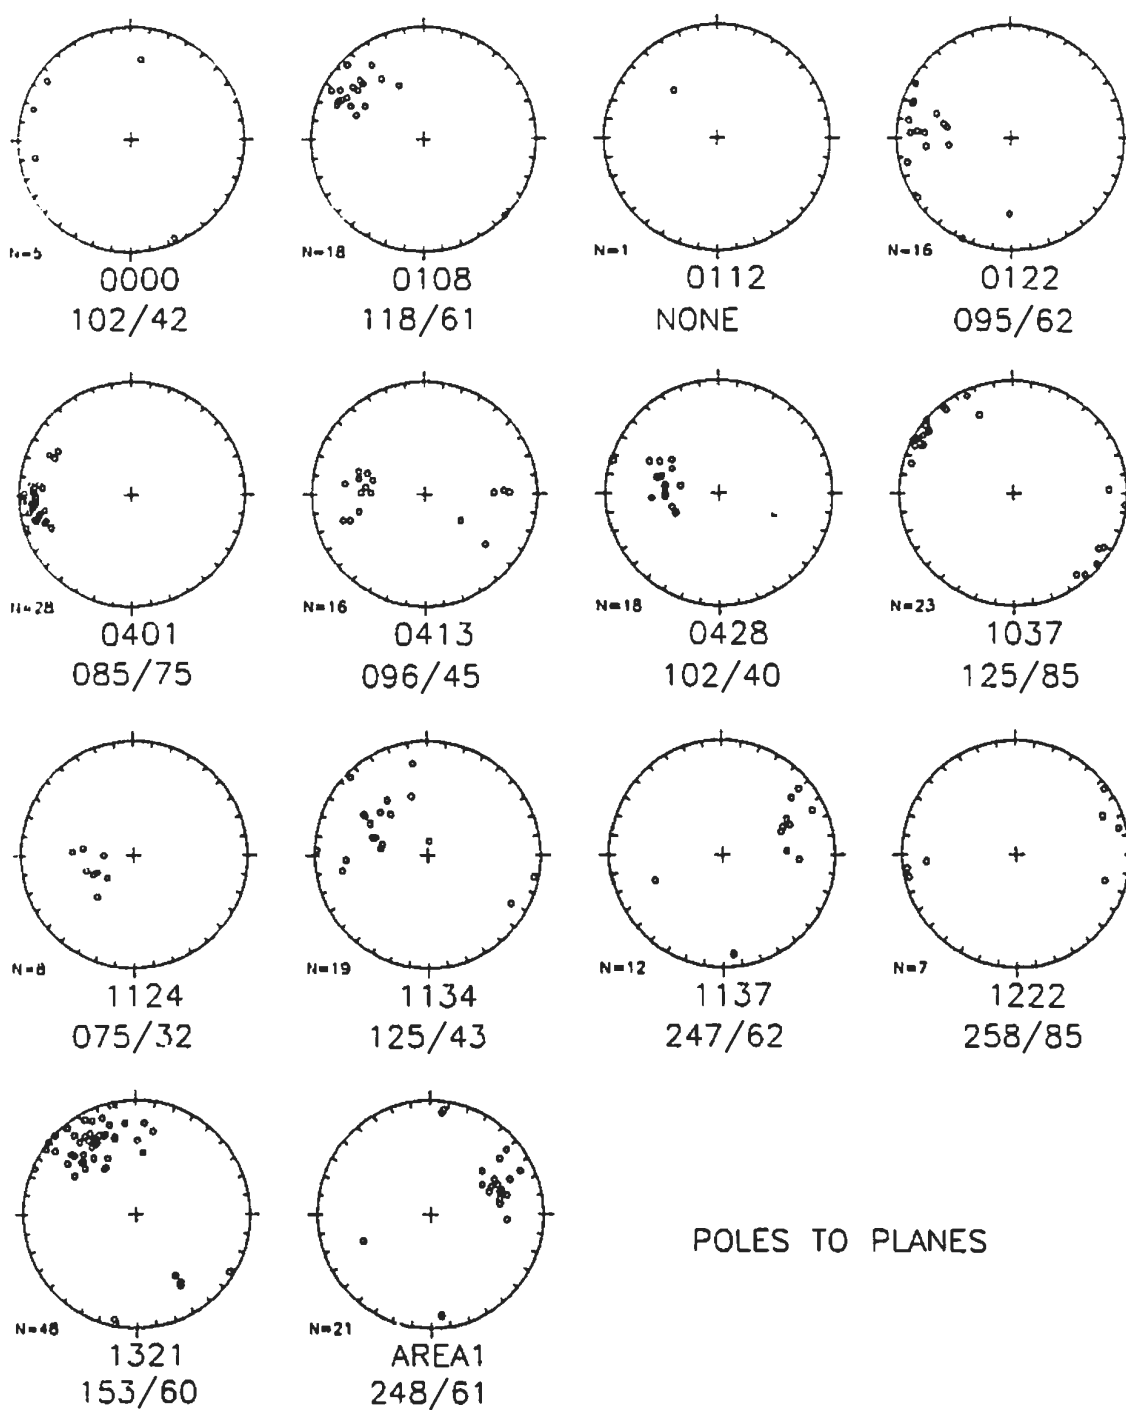 N=5
0000
102/42
N=18
0108
118/61
N=1
0112
NONE
N=16
0122
095/62
N=28
0401
085/75
N=16
0413
096/45
N=18
0428
102/40
N=23
1037
125/85
N=8
1124
075/32
N=19
1134
125/43
N=12
1137
247/62
N=7
1222
258/85
N=48
1321
153/60
N=21
AREA1
248/61
POLES TO PLANES